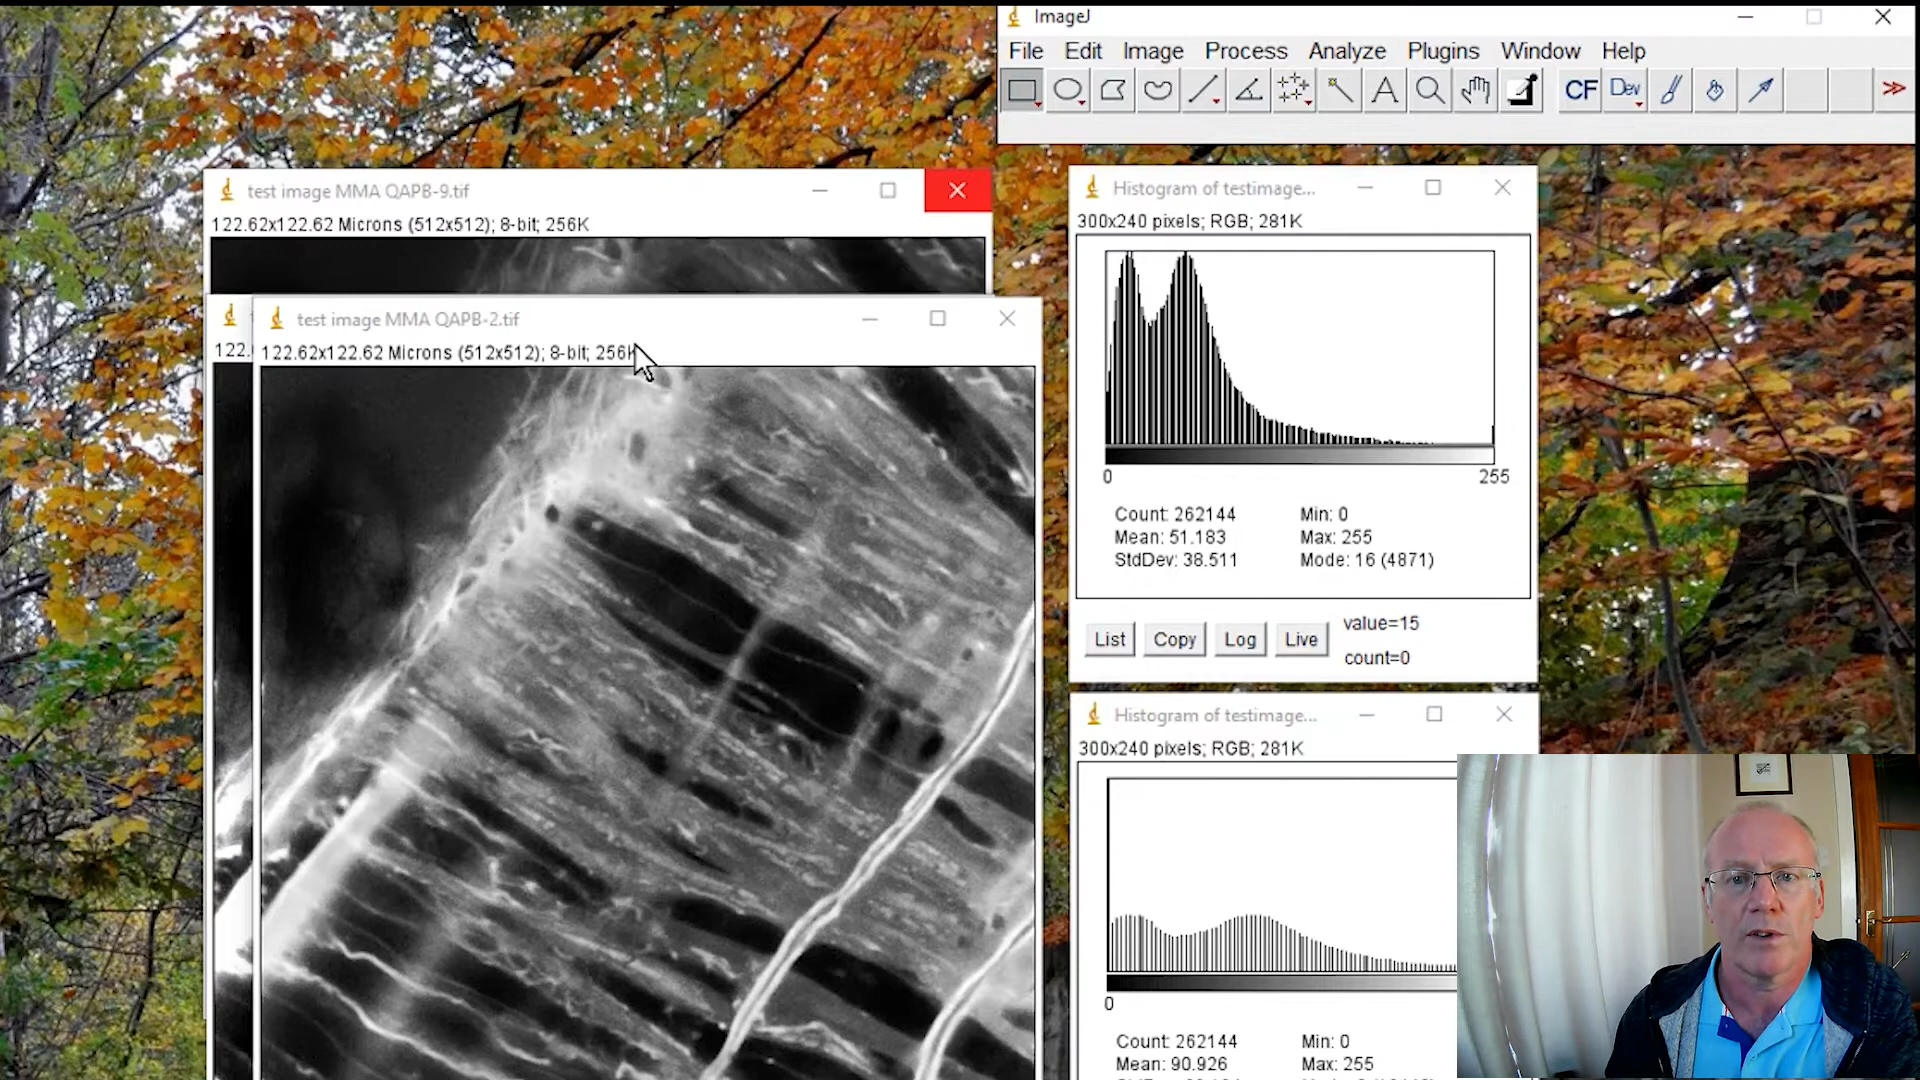 ImageJ
File Edit Image Process Analyze Plugins Window Help
CF Dev
test image MMA QAPB-9.tif
122.62x122.62 Microns (512x512); 8-bit; 256K
test image MMA QAPB-2.tif
122. 122.62x122.62 Microns (512x512); 8-bit; 256K
Histogram of testimage...
300x240 pixels; RGB; 281K
0 255
Count: 262144 Min: 0
Mean: 51.183 Max: 255
StdDev: 38.511 Mode: 16 (4871)
List Copy Log Live
value=15
count=0
Histogram of testimage...
300x240 pixels; RGB; 281K
0
Count: 262144 Min: 0
Mean: 90.926 Max: 255